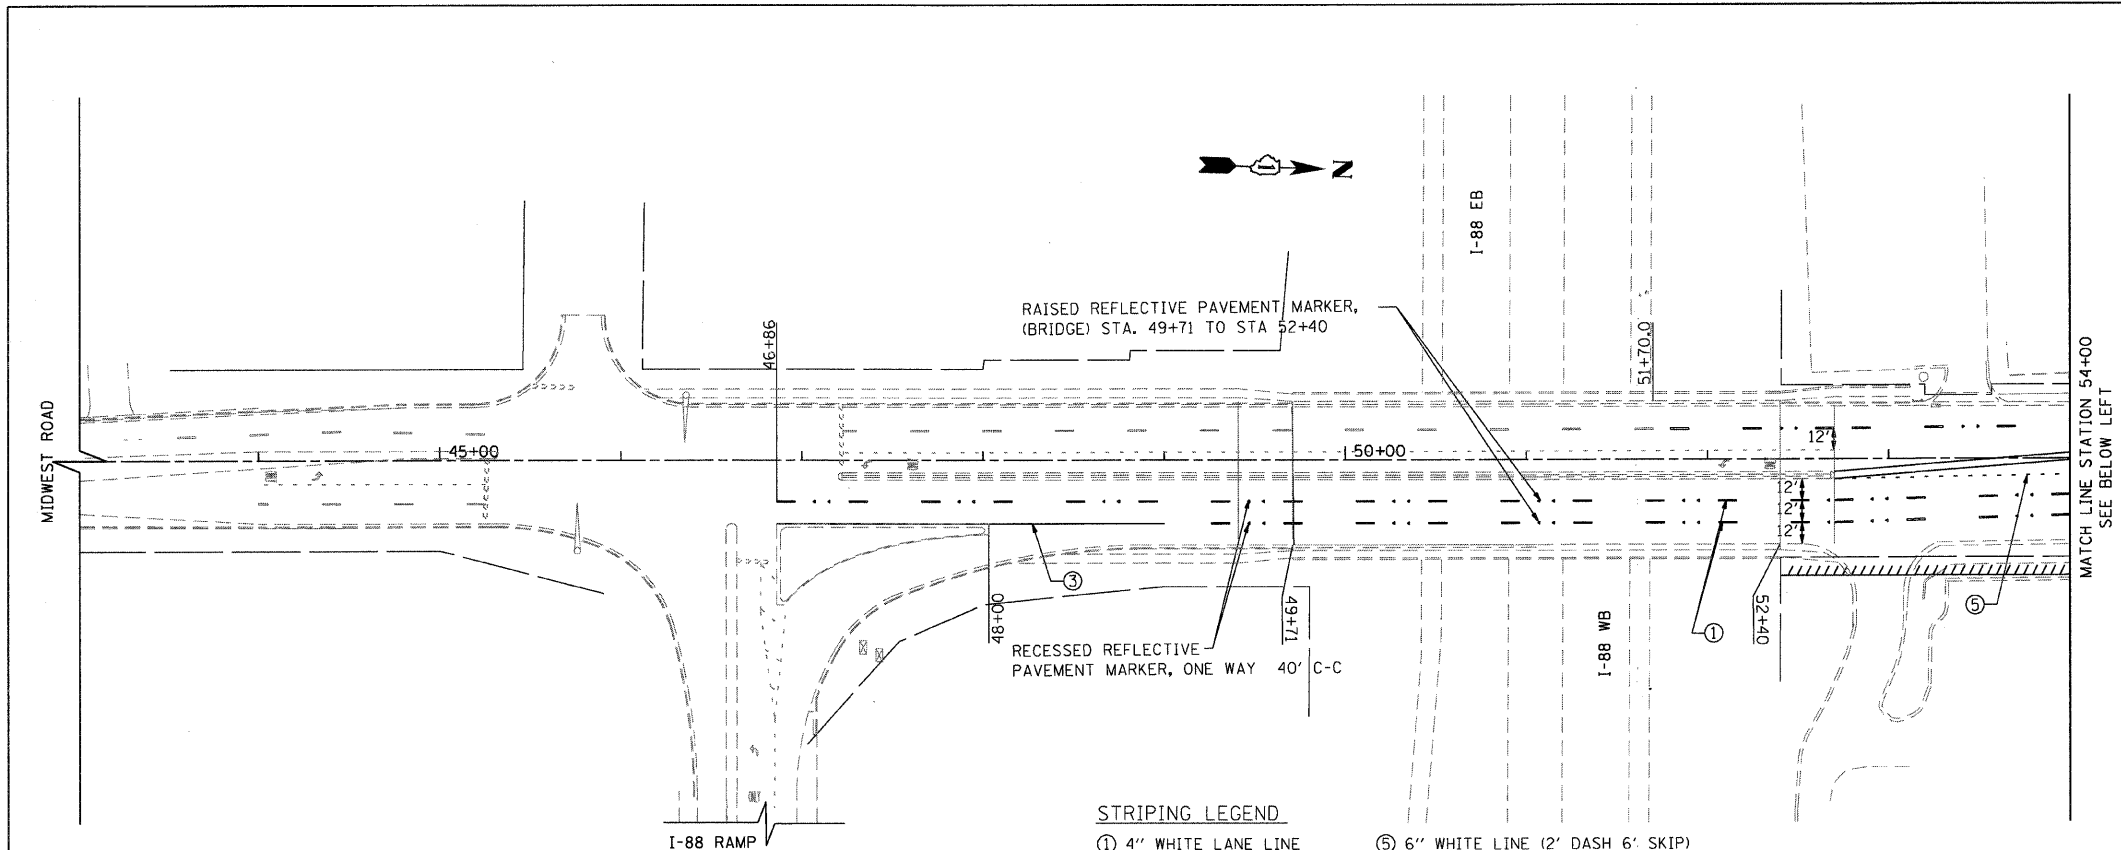 N
I-88 EB
RAISED REFLECTIVE PAVEMENT MARKER,
(BRIDGE) STA. 49+71 TO STA 52+40
46+86
51+70.0
MATCH LINE STATION 54+00
SEE BELOW LEFT
MIDWEST ROAD
45+00
50+00
12'
12'
12'
12'
③
①
⑤
48+00
49+71
52+40
RECESSED REFLECTIVE
PAVEMENT MARKER, ONE WAY 40' C-C
I-88 WB
ONLY
I-88 RAMP
STRIPING LEGEND
① 4" WHITE LANE LINE
⑤ 6" WHITE LINE (2' DASH 6' SKIP)